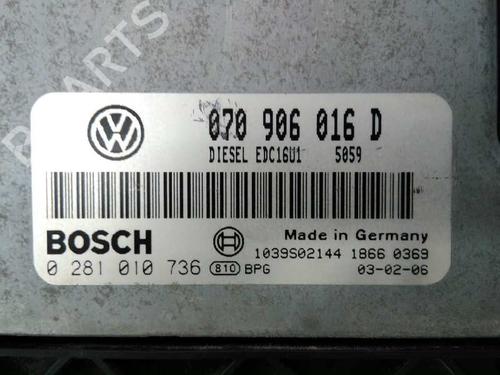 PARTS
070 906 016 D
DIESEL EDC16U1 5059
BOSCH
Made in Germany
1039S02144 1866 0369
0 281 010 736 810 BPG 03-02-06